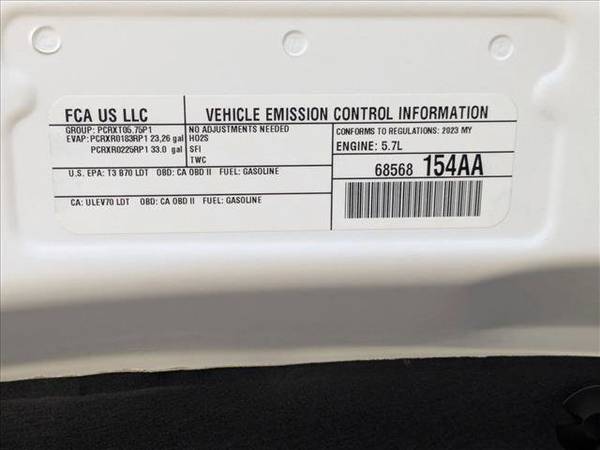 FCA US LLC
VEHICLE EMISSION CONTROL INFORMATION
GROUP: PCRXT05.75P1
EVAP: PCRXR0183RP1 23,26 gal
PCRXR0225RP1 33.0 gal
NO ADJUSTMENTS NEEDED
HO2S
SFI
TWC
CONFORMS TO REGULATIONS: 2023 MY
ENGINE: 5.7L
68568 154AA
U.S. EPA: T3 B70 LDT OBD: CA OBD II FUEL: GASOLINE
CA: ULEV70 LDT OBD: CA OBD II FUEL: GASOLINE